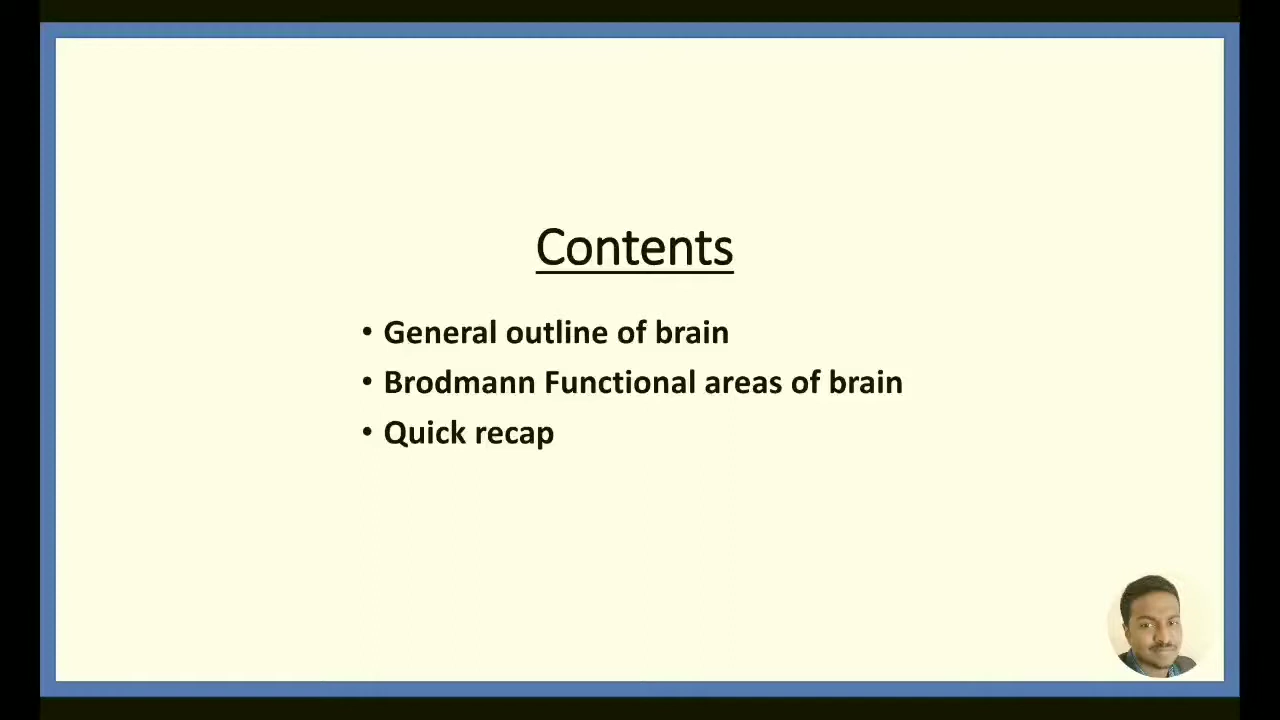 Contents
• General outline of brain
• Brodmann Functional areas of brain
• Quick recap